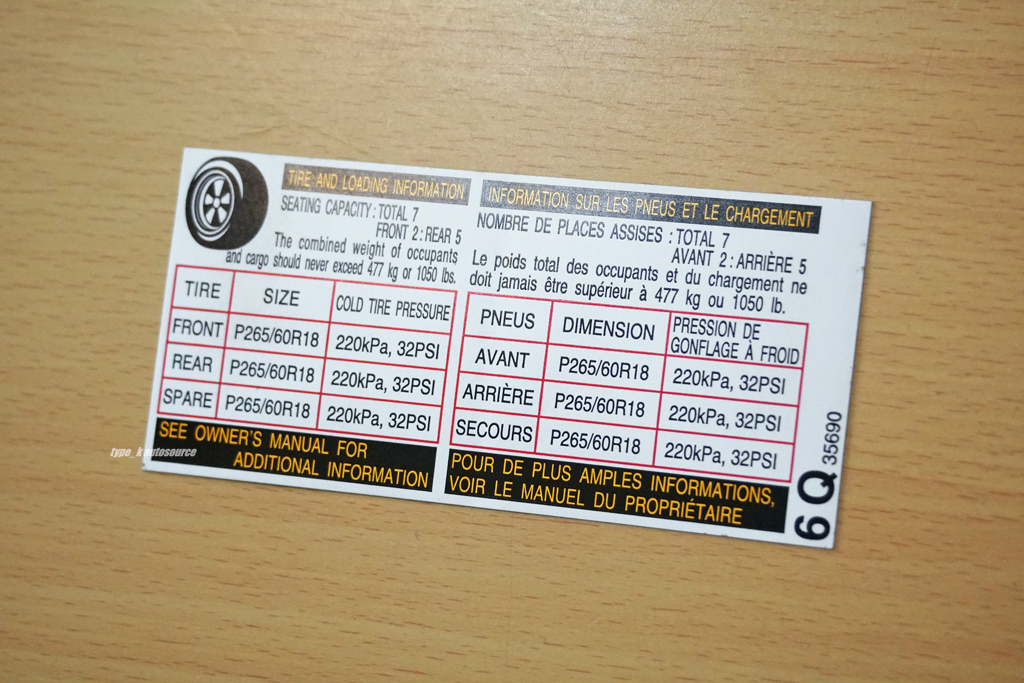 TIRE AND LOADING INFORMATION
SEATING CAPACITY : TOTAL 7
FRONT 2 : REAR 5
The combined weight of occupants
and cargo should never exceed 477 kg or 1050 lbs.
TIRE SIZE COLD TIRE PRESSURE
FRONT P265/60R18 220kPa, 32PSI
REAR P265/60R18 220kPa, 32PSI
SPARE P265/60R18 220kPa, 32PSI
SEE OWNER'S MANUAL FOR
ADDITIONAL INFORMATION
INFORMATION SUR LES PNEUS ET LE CHARGEMENT
NOMBRE DE PLACES ASSISES : TOTAL 7
AVANT 2 : ARRIÈRE 5
Le poids total des occupants et du chargement ne
doit jamais être supérieur à 477 kg ou 1050 lb.
PNEUS DIMENSION PRESSION DE
GONFLAGE À FROID
AVANT P265/60R18 220kPa, 32PSI
ARRIÈRE P265/60R18 220kPa, 32PSI
SECOURS P265/60R18 220kPa, 32PSI
POUR DE PLUS AMPLES INFORMATIONS,
VOIR LE MANUEL DU PROPRIÉTAIRE
6Q 35690
type_k autosource